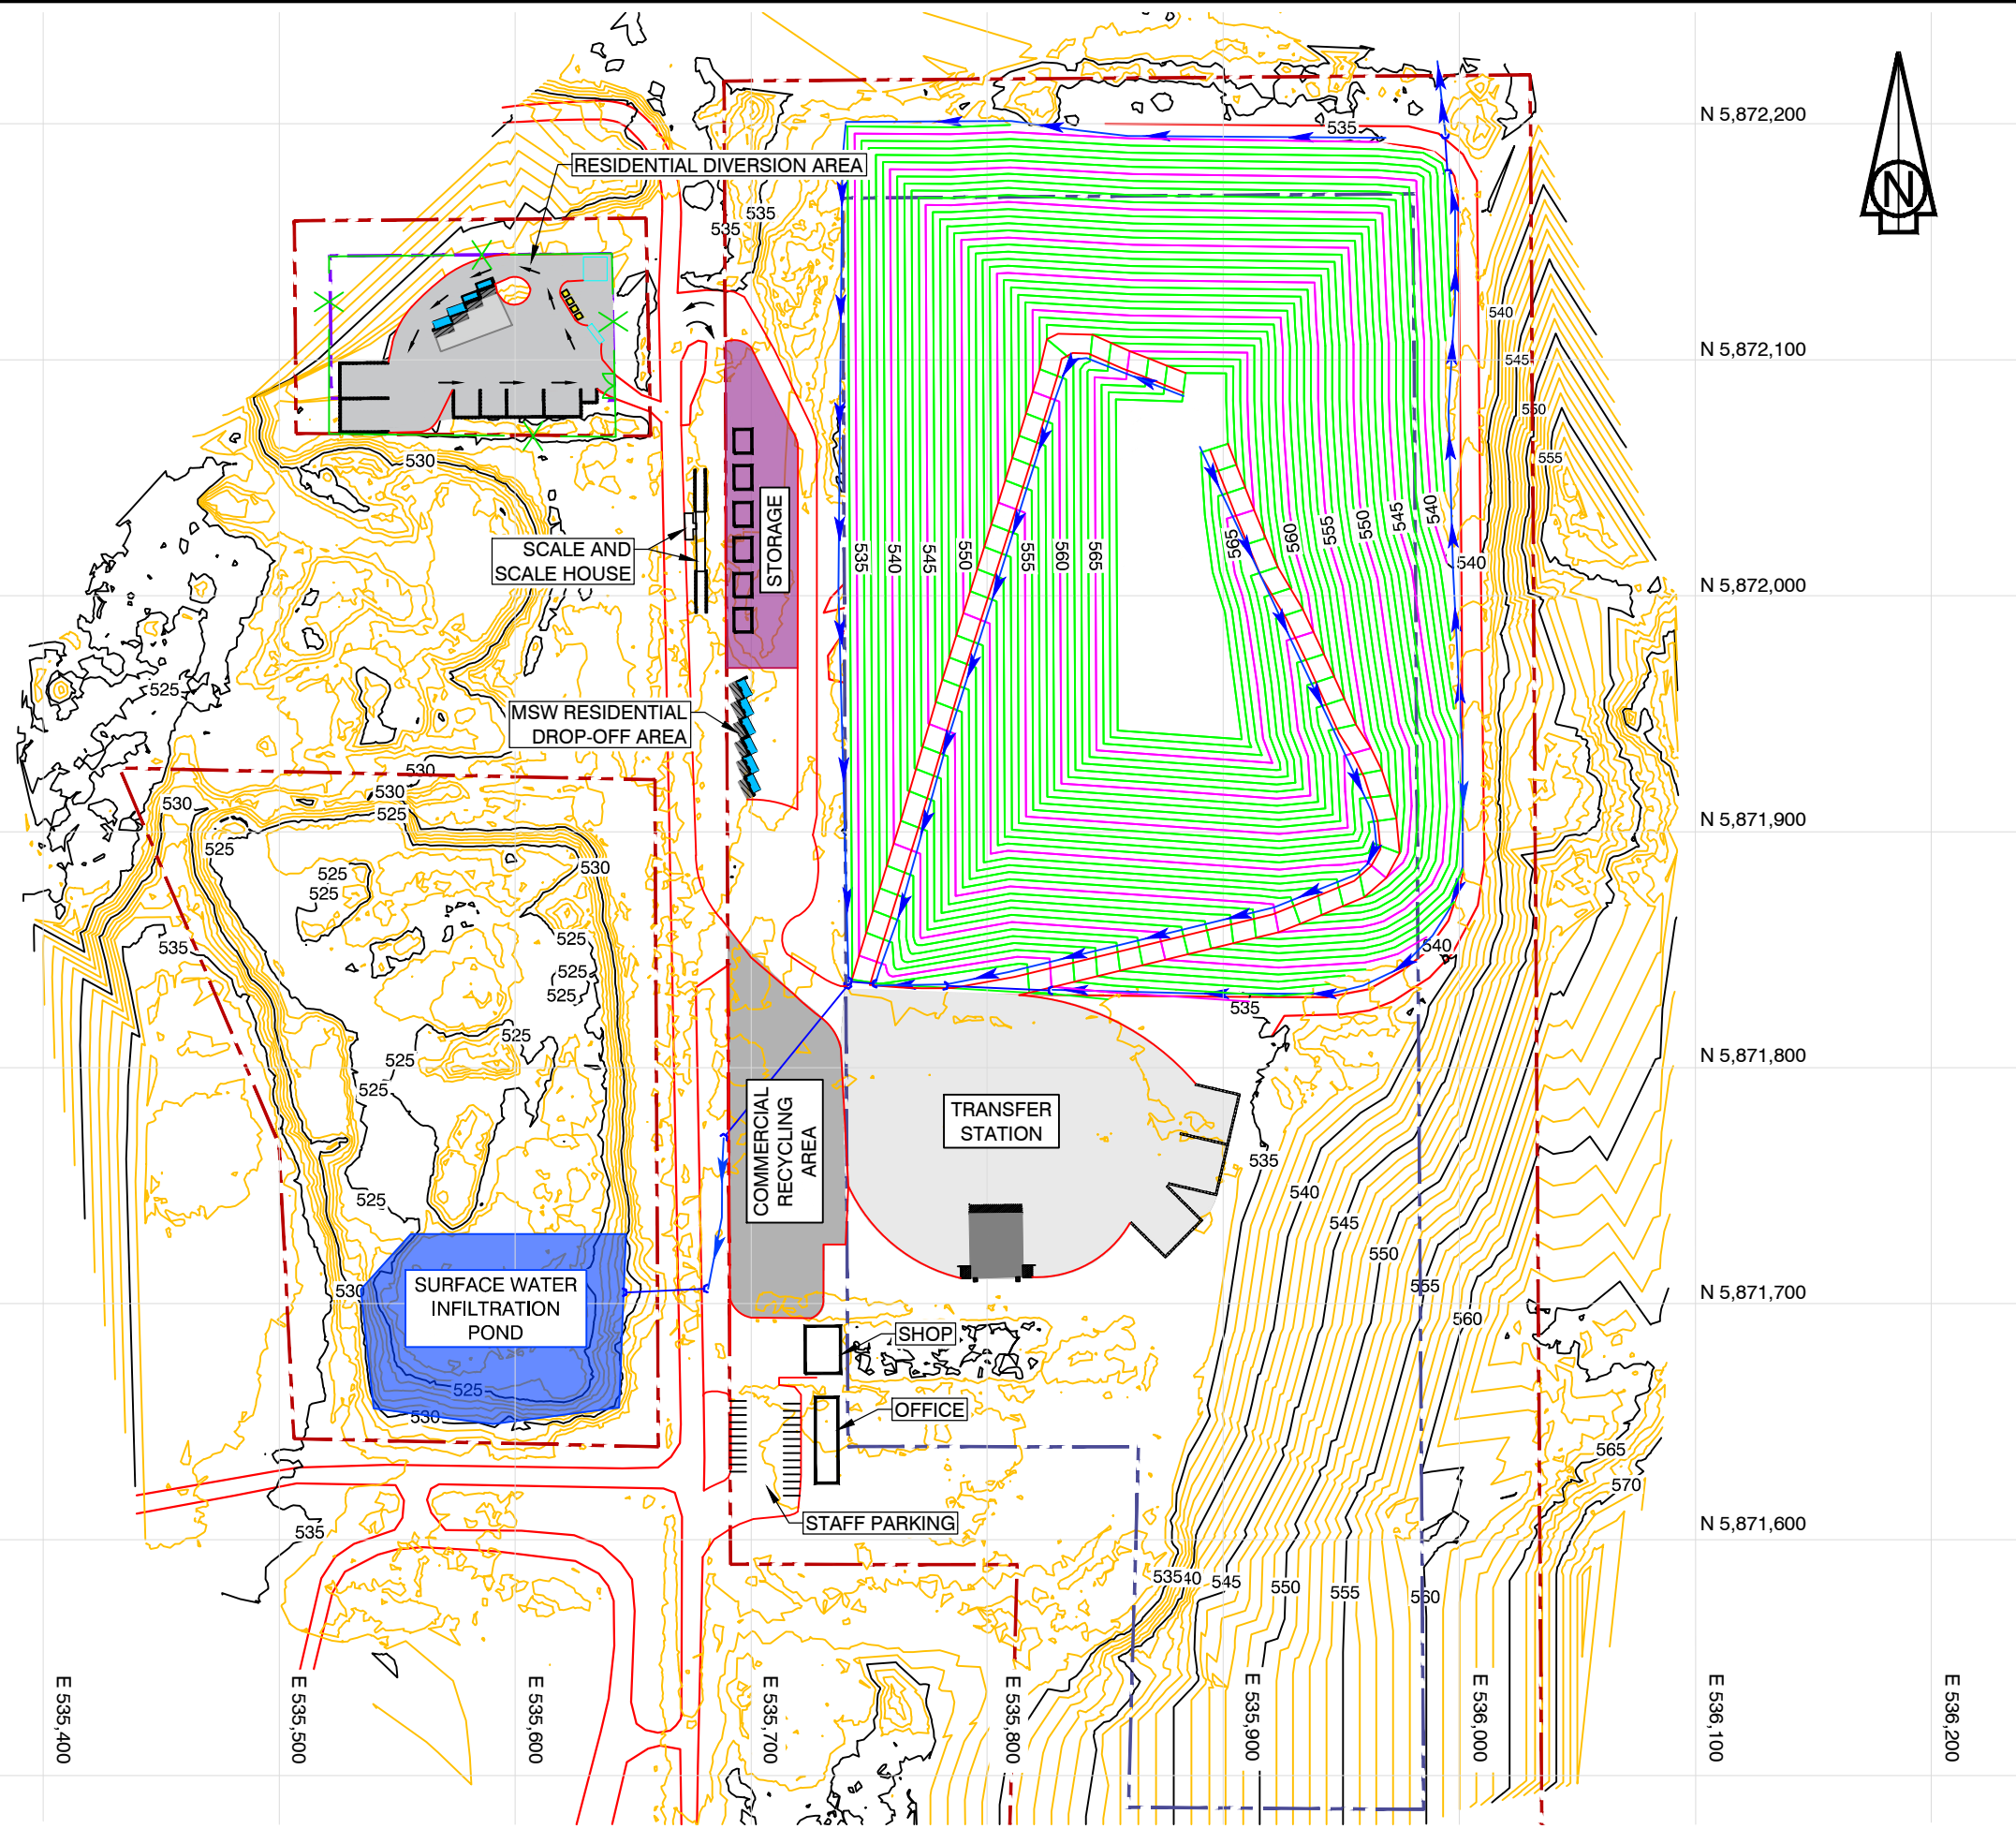 N 5,872,200
535
N
RESIDENTIAL DIVERSION AREA
535
535
540
N 5,872,100
545
550
530
555
SCALE AND
SCALE HOUSE
STORAGE
535
540
545
550
555
560
565
565
560
555
550
545
540
540
N 5,872,000
525
MSW RESIDENTIAL
DROP-OFF AREA
530
530
530
525
525
N 5,871,900
530
525
525
535
525
540
525
525
535
525
525
525
N 5,871,800
COMMERCIAL
RECYCLING
AREA
TRANSFER
STATION
535
540
545
550
555
560
525
SURFACE WATER
INFILTRATION
POND
530
N 5,871,700
SHOP
525
530
OFFICE
565
570
STAFF PARKING
535
N 5,871,600
535
540
545
550
555
560
E 535,400
E 535,500
E 535,600
E 535,700
E 535,800
E 535,900
E 536,000
E 536,100
E 536,200